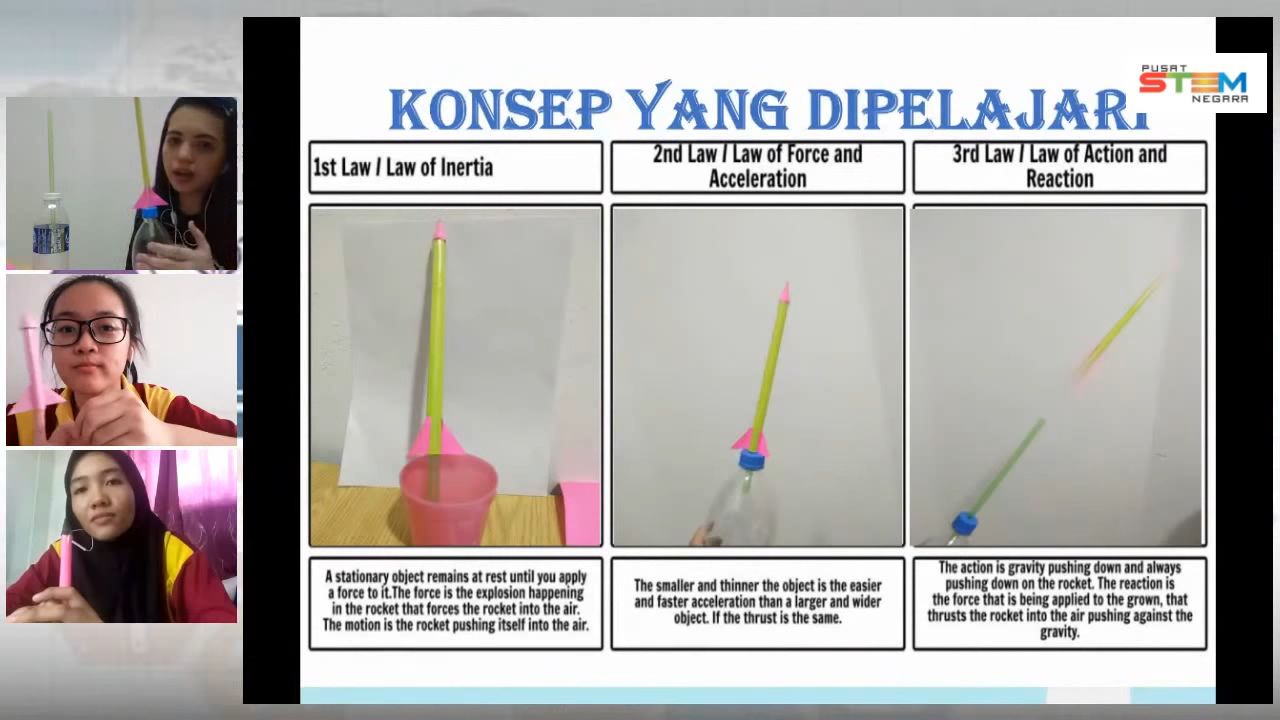 PUSAT
STEM
NEGARA
KONSEP YANG DIPELAJARI
1st Law / Law of Inertia
2nd Law / Law of Force and
Acceleration
3rd Law / Law of Action and
Reaction
A stationary object remains at rest until you apply
a force to it.The force is the explosion happening
in the rocket that forces the rocket into the air.
The motion is the rocket pushing itself into the air.
The smaller and thinner the object is the easier
and faster acceleration than a larger and wider
object. If the thrust is the same.
The action is gravity pushing down and always
pushing down on the rocket. The reaction is
the force that is being applied to the grown, that
thrusts the rocket into the air pushing against the
gravity.